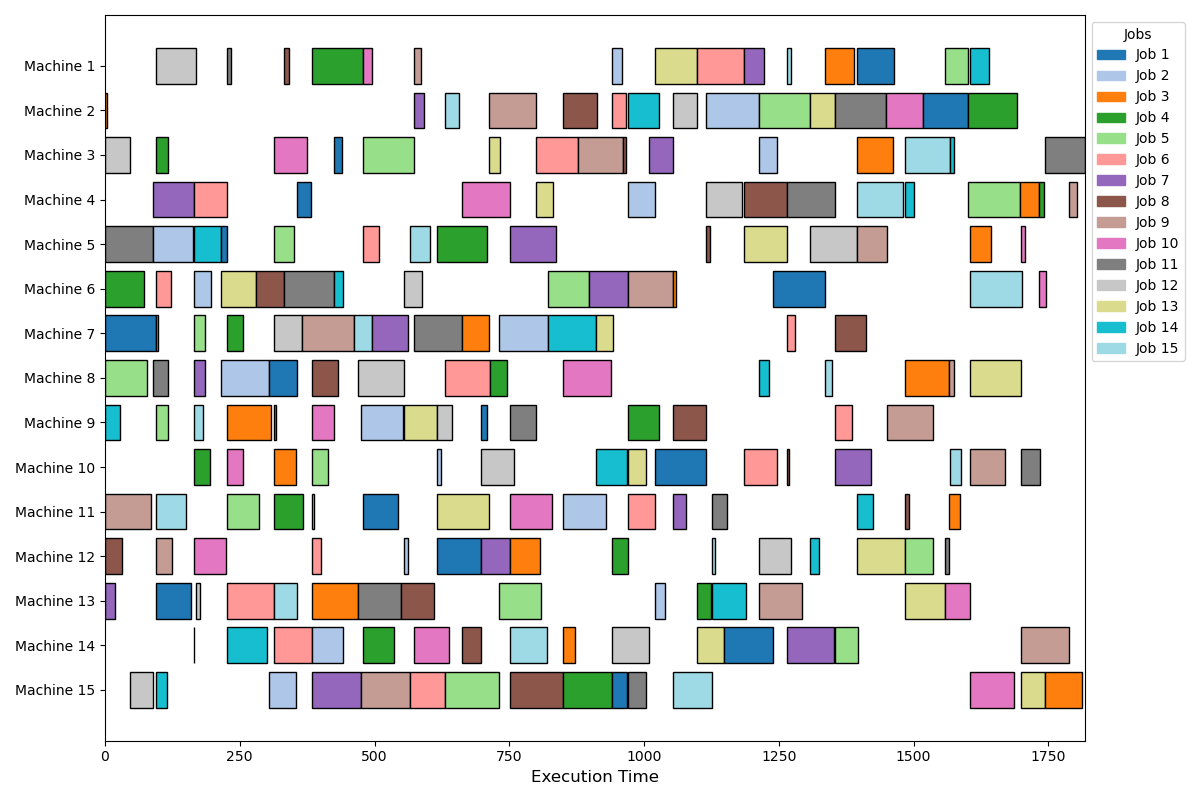 Machine 1
Machine 2
Machine 3
Machine 4
Machine 5
Machine 6
Machine 7
Machine 8
Machine 9
Machine 10
Machine 11
Machine 12
Machine 13
Machine 14
Machine 15
0 250 500 750 1000 1250 1500 1750
Execution Time
Jobs
Job 1
Job 2
Job 3
Job 4
Job 5
Job 6
Job 7
Job 8
Job 9
Job 10
Job 11
Job 12
Job 13
Job 14
Job 15